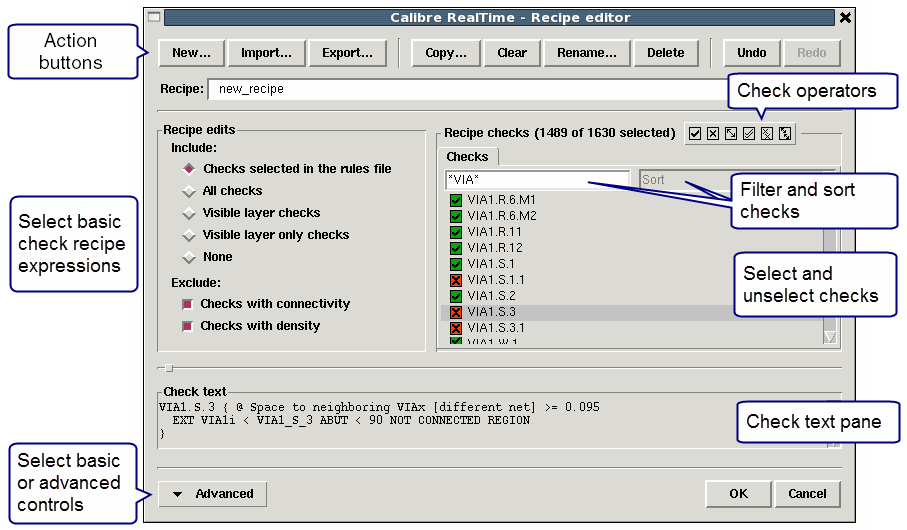 Calibre RealTime - Recipe editor
Action
buttons
New... Import... Export... Copy... Clear Rename... Delete Undo Redo
Recipe: new_recipe
Check operators
Recipe edits
Include:
Checks selected in the rules file
All checks
Visible layer checks
Visible layer only checks
None
Exclude:
Checks with connectivity
Checks with density
Select basic
check recipe
expressions
Recipe checks (1489 of 1630 selected)
Checks
*VIA* Sort
Filter and sort
checks
VIA1.R.6.M1
VIA1.R.6.M2
VIA1.R.11
VIA1.R.12
VIA1.S.1
VIA1.S.1.1
VIA1.S.2
VIA1.S.3
VIA1.S.3.1
VIA1.W.1
Select and
unselect checks
Check text
VIA1.S.3 { @ Space to neighboring VIAx [different net] >= 0.095
EXT VIA1i < VIA1_S_3 ABUT < 90 NOT CONNECTED REGION
}
Check text pane
Select basic
or advanced
controls
Advanced OK Cancel